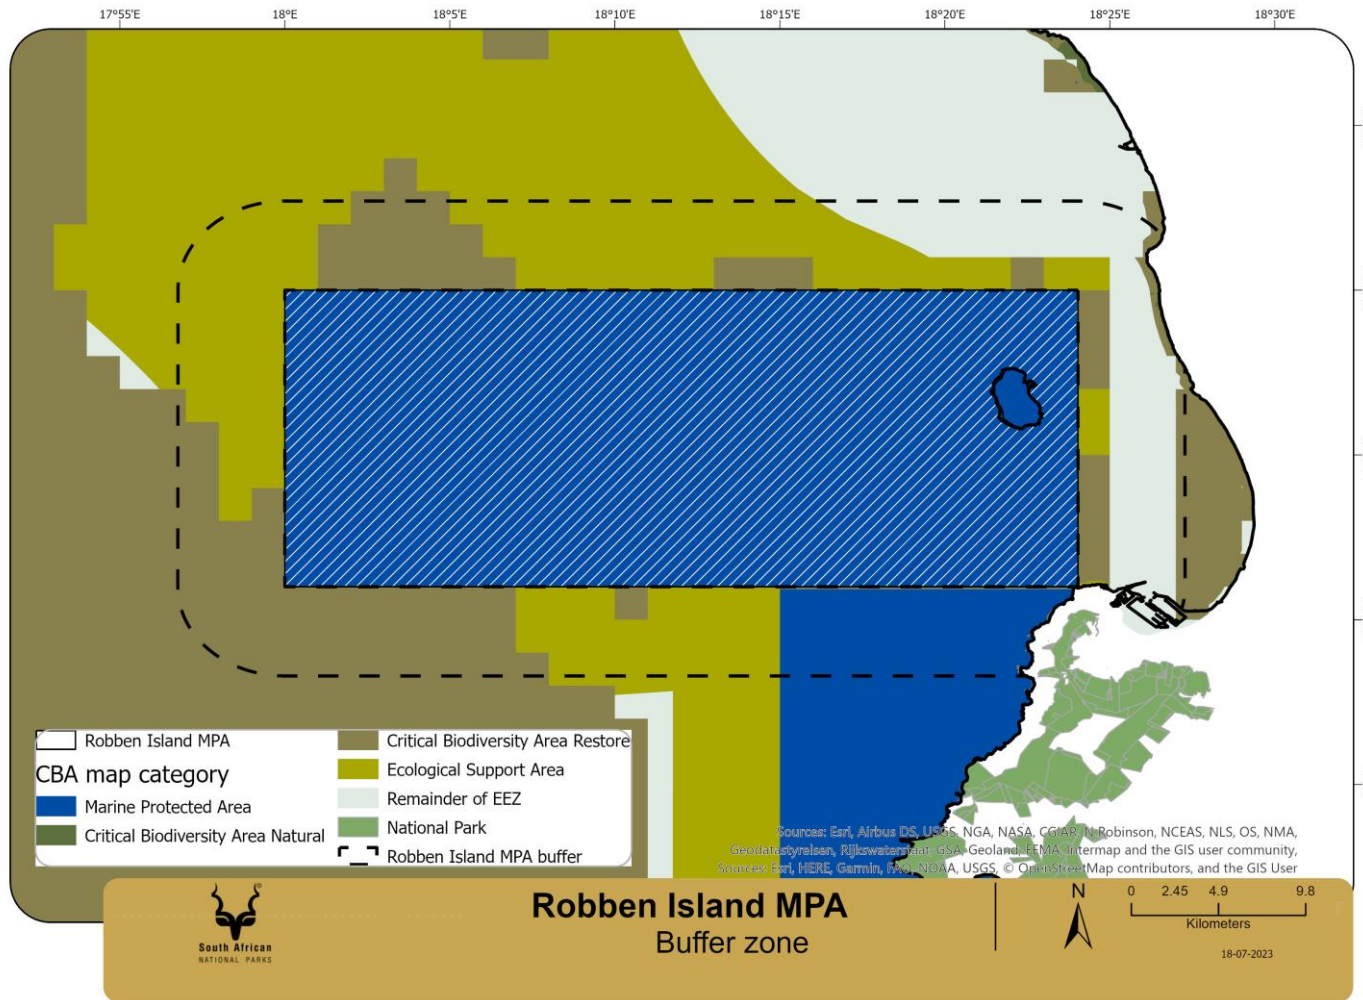 17°55'E
18°E
18°5'E
18°10'E
18°15'E
18°20'E
18°25'E
18°30'E
Robben Island MPA
CBA map category
Marine Protected Area
Critical Biodiversity Area Natural
Critical Biodiversity Area Restore
Ecological Support Area
Remainder of EEZ
National Park
Robben Island MPA buffer
Sources: Esri, Airbus DS, USGS, NGA, NASA, CGIAR, N Robinson, NCEAS, NLS, OS, NMA,
Geodatastyrelsen, Rijkswaterstaat, GSA, Geoland, FEMA, Intermap and the GIS user community,
Sources: Esri, HERE, Garmin, FAO, NOAA, USGS, © OpenStreetMap contributors, and the GIS User
South African
NATIONAL PARKS
Robben Island MPA
Buffer zone
N
0 2.45 4.9 9.8
Kilometers
18-07-2023